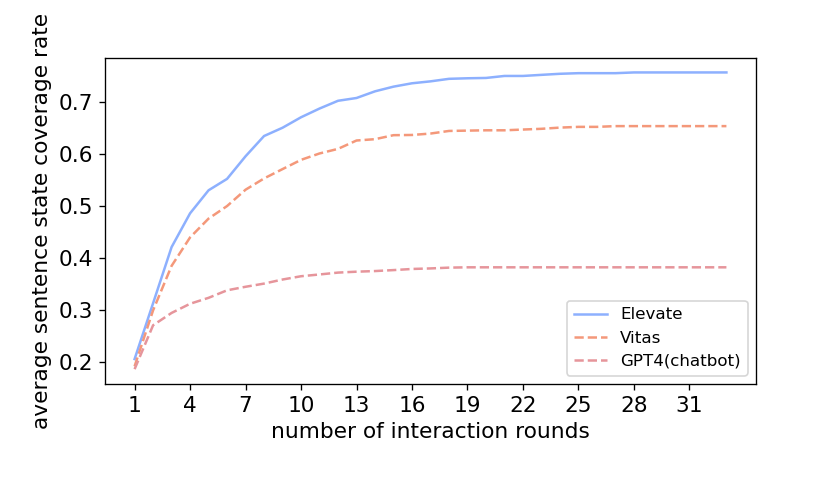 average sentence state coverage rate
0.7
0.6
0.5
0.4
0.3
0.2
1 4 7 10 13 16 19 22 25 28 31
number of interaction rounds
Elevate
Vitas
GPT4(chatbot)